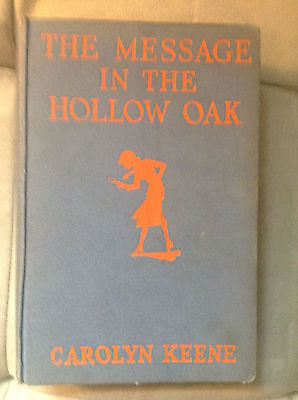 THE MESSAGE
IN THE
HOLLOW OAK
CAROLYN KEENE